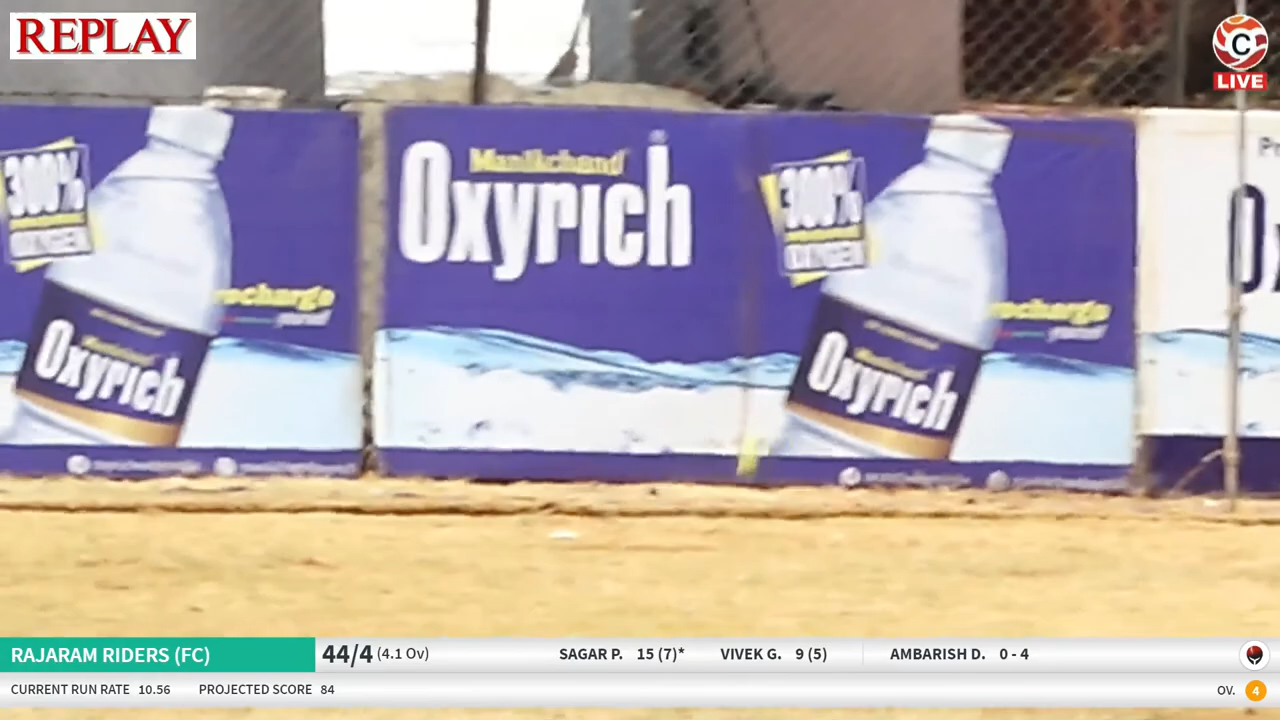 REPLAY
C
LIVE
300%
OXYGEN
recharge
Oxyrich
Manikchand
Oxyrich
300%
OXYGEN
recharge
Manikchand
Oxyrich
RAJARAM RIDERS (FC) 44/4 (4.1 Ov) SAGAR P. 15 (7)* VIVEK G. 9 (5) AMBARISH D. 0 - 4
CURRENT RUN RATE 10.56 PROJECTED SCORE 84 OV. 4